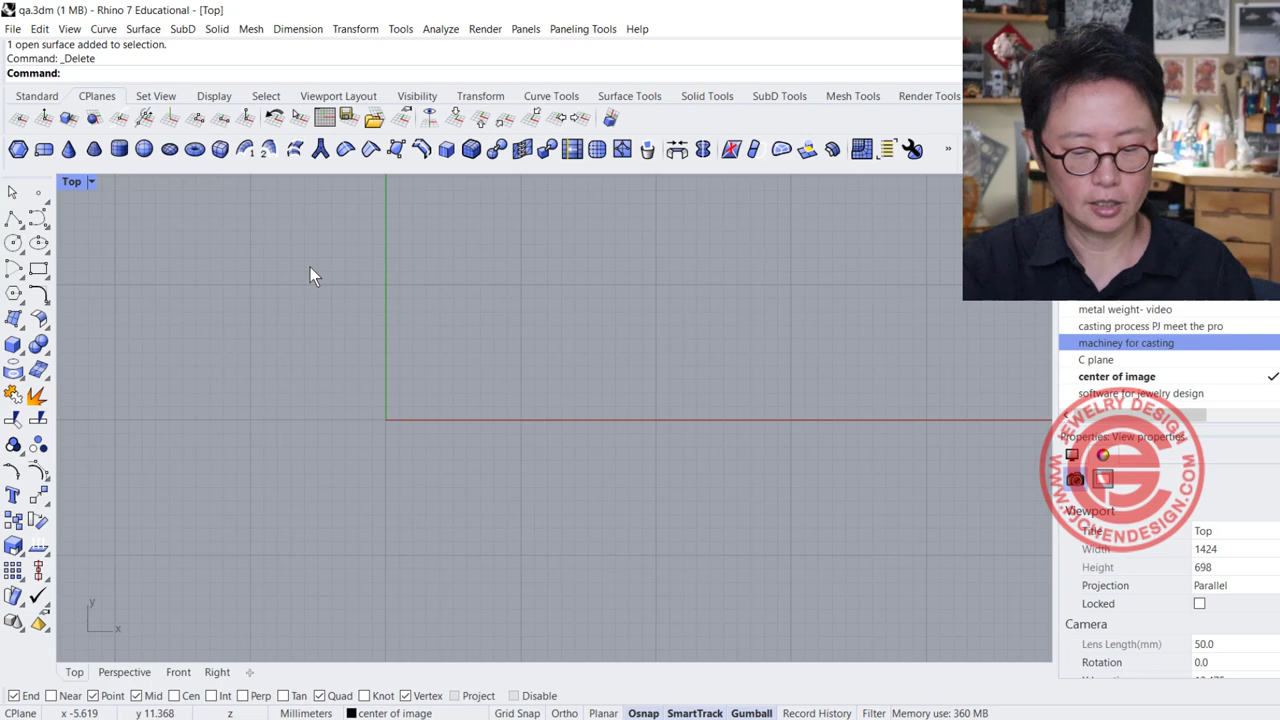 qa.3dm (1 MB) - Rhino 7 Educational - [Top]
File Edit View Curve Surface SubD Solid Mesh Dimension Transform Tools Analyze Render Panels Paneling Tools Help
1 open surface added to selection.
Command: _Delete
Command:
Standard CPlanes Set View Display Select Viewport Layout Visibility Transform Curve Tools Surface Tools Solid Tools SubD Tools Mesh Tools Render Tools
Top
metal weight- video
casting process PJ meet the pro
machiney for casting
C plane
center of image
software for jewelry design
JEWELRY DESIGN
WWW.PJCHENDESIGN.COM
Properties: View properties
Viewport
Title Top
Width 1424
Height 698
Projection Parallel
Locked
Camera
Lens Length(mm) 50.0
Rotation 0.0
y
x
Top Perspective Front Right
End Near Point Mid Cen Int Perp Tan Quad Knot Vertex Project Disable
CPlane x -5.619 y 11.368 z Millimeters center of image Grid Snap Ortho Planar Osnap SmartTrack Gumball Record History Filter Memory use: 360 MB